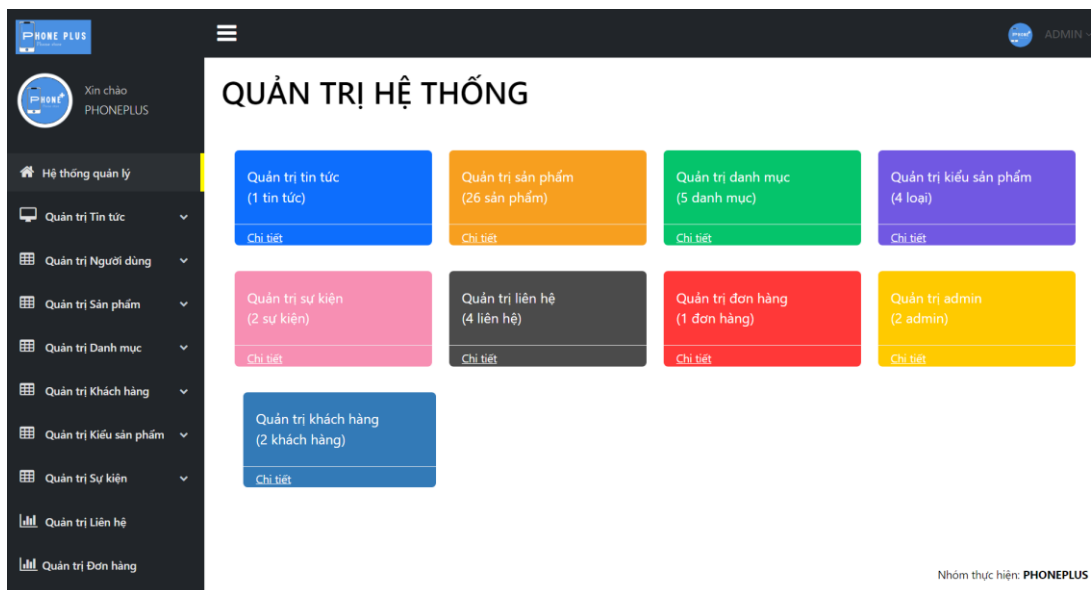 PHONE PLUS
ADMIN
Xin chào
PHONEPLUS
Hệ thống quản lý
Quản trị Tin tức
Quản trị Người dùng
Quản trị Sản phẩm
Quản trị Danh mục
Quản trị Khách hàng
Quản trị Kiểu sản phẩm
Quản trị Sự kiện
Quản trị Liên hệ
Quản trị Đơn hàng
QUẢN TRỊ HỆ THỐNG
Quản trị tin tức
(1 tin tức)
Chi tiết
Quản trị sản phẩm
(26 sản phẩm)
Chi tiết
Quản trị danh mục
(5 danh mục)
Chi tiết
Quản trị kiểu sản phẩm
(4 loại)
Chi tiết
Quản trị sự kiện
(2 sự kiện)
Chi tiết
Quản trị liên hệ
(4 liên hệ)
Chi tiết
Quản trị đơn hàng
(1 đơn hàng)
Chi tiết
Quản trị admin
(2 admin)
Chi tiết
Quản trị khách hàng
(2 khách hàng)
Chi tiết
Nhóm thực hiện: PHONEPLUS